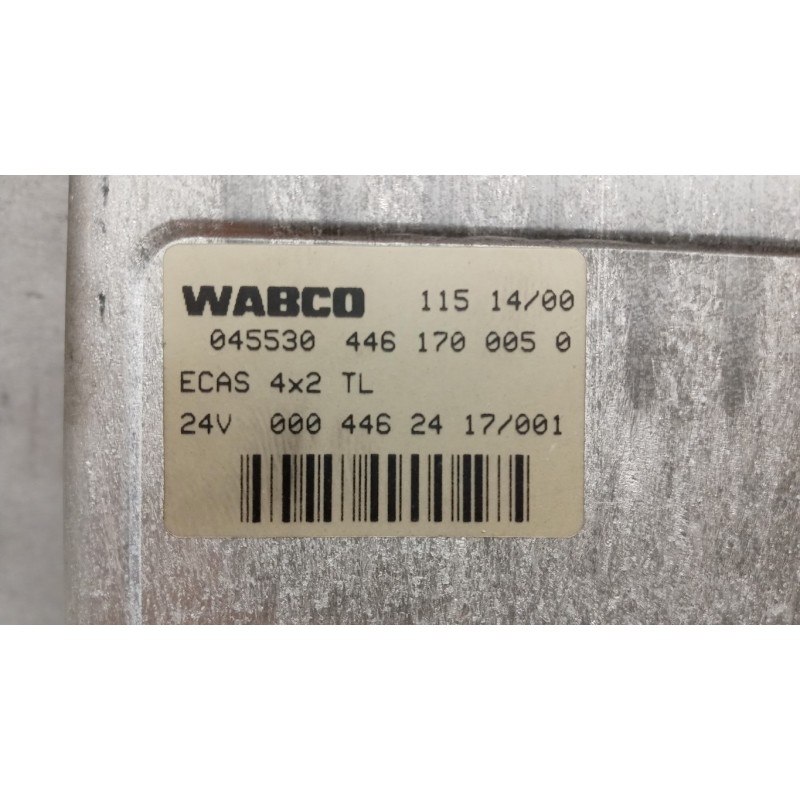 WABCO 115 14/00
045530 446 170 005 0
ECAS 4x2 TL
24V 000 446 24 17/001